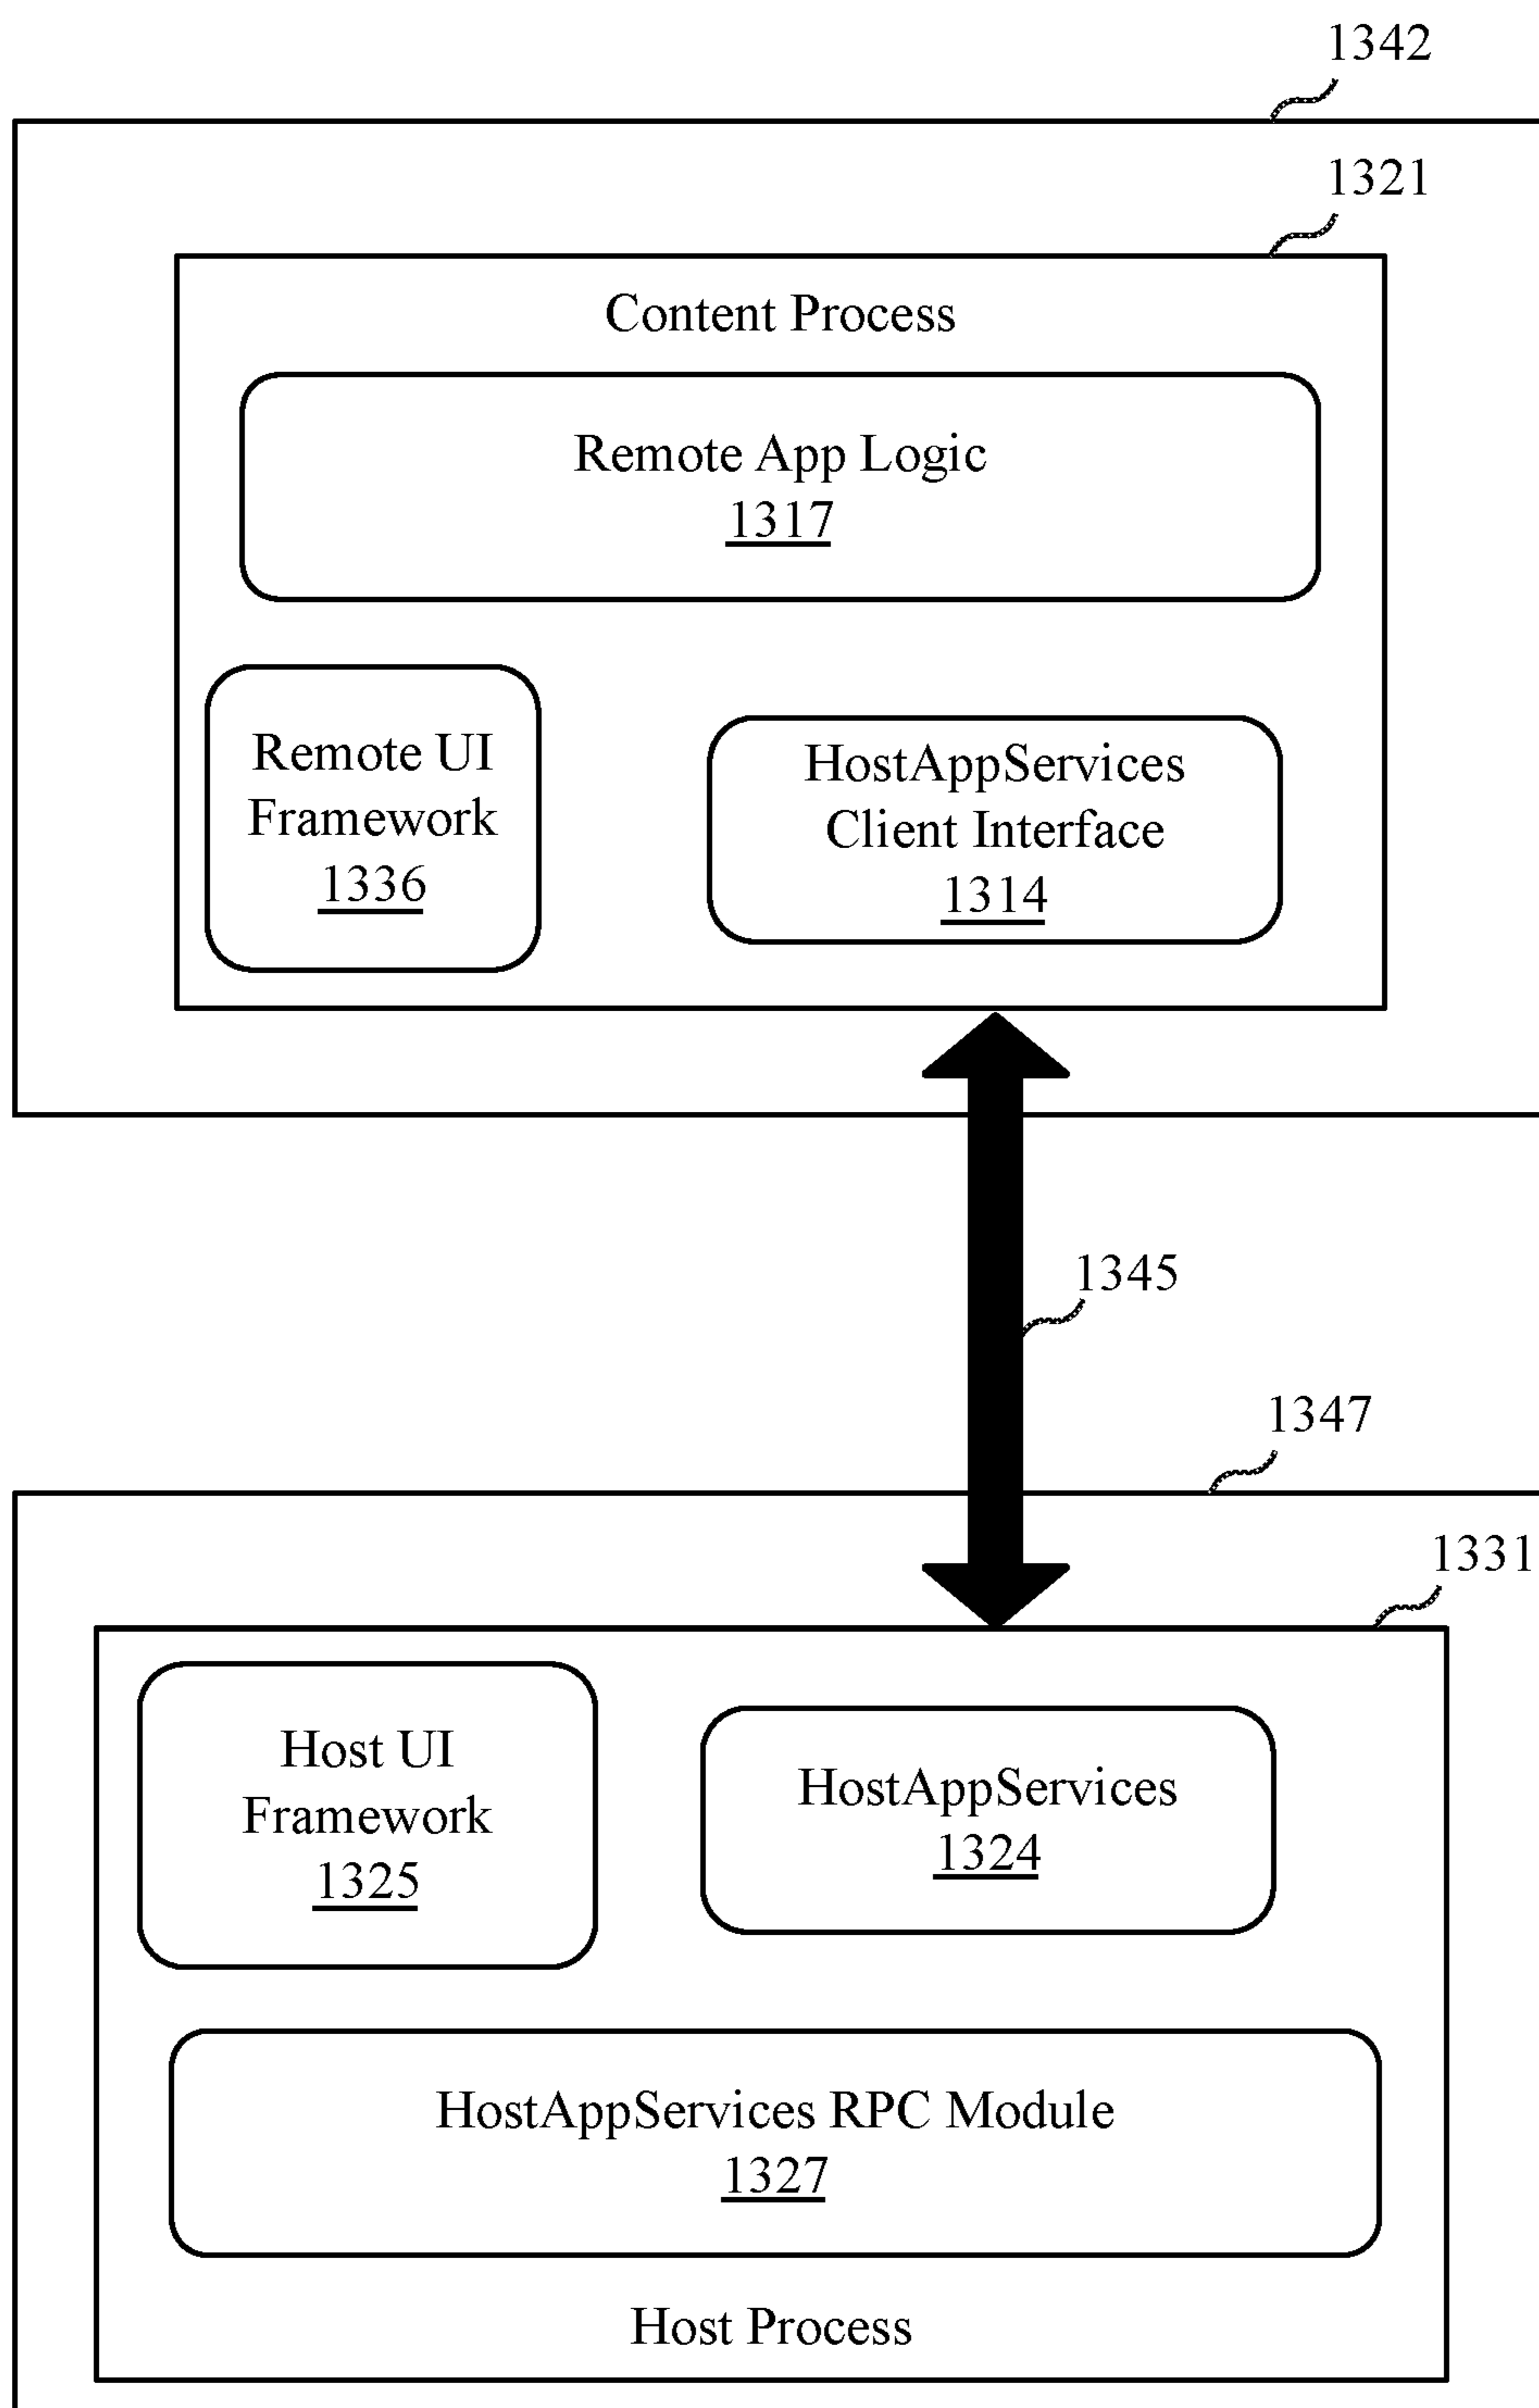 1342
1321
Content Process
Remote App Logic
1317
Remote UI
Framework
1336
HostAppServices
Client Interface
1314
1345
1347
1331
Host UI
Framework
1325
HostAppServices
1324
HostAppServices RPC Module
1327
Host Process